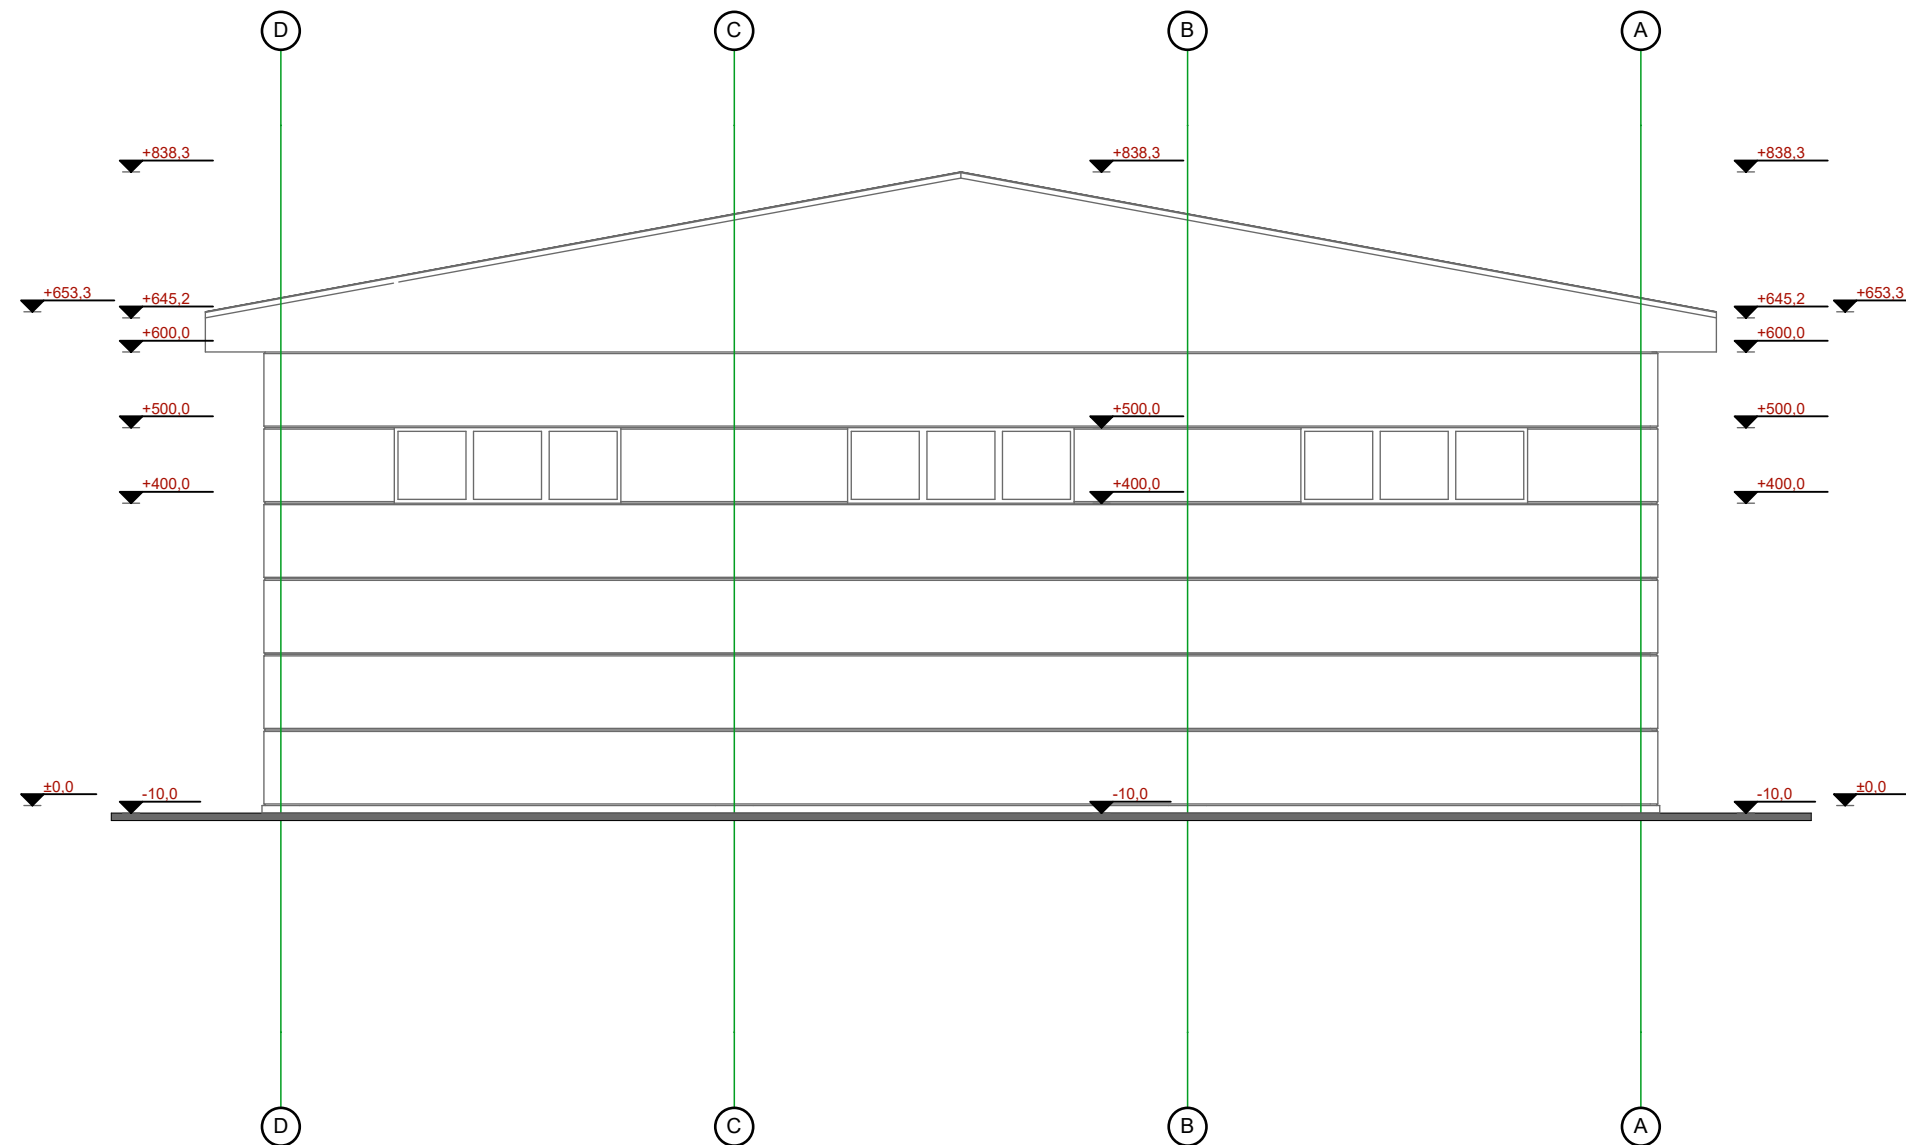 D C B A
+838,3 +838,3 +838,3
+653,3 +645,2 +645,2 +653,3
+600,0 +600,0
+500,0 +500,0 +500,0
+400,0 +400,0 +400,0
±0,0 -10,0 -10,0 -10,0 ±0,0
D C B A